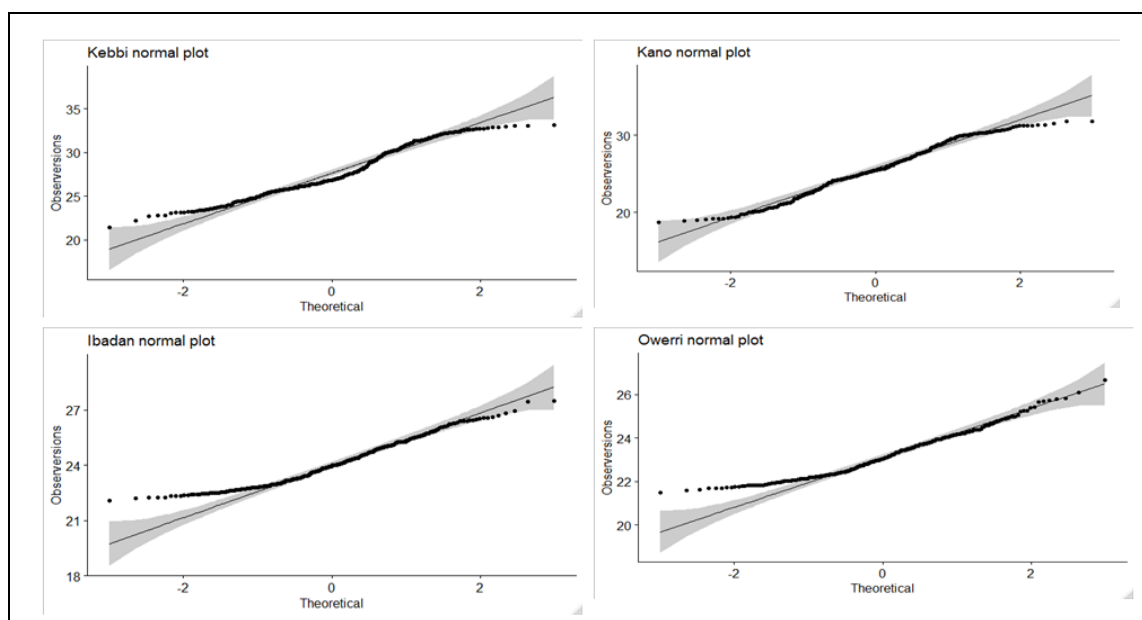 Kebbi normal plot
35
30
25
20
Observersions
-2
0
2
Theoretical
Kano normal plot
30
20
Observersions
-2
0
2
Theoretical
Ibadan normal plot
27
24
21
18
Observersions
-2
0
2
Theoretical
Owerri normal plot
26
24
22
20
Observersions
-2
0
2
Theoretical